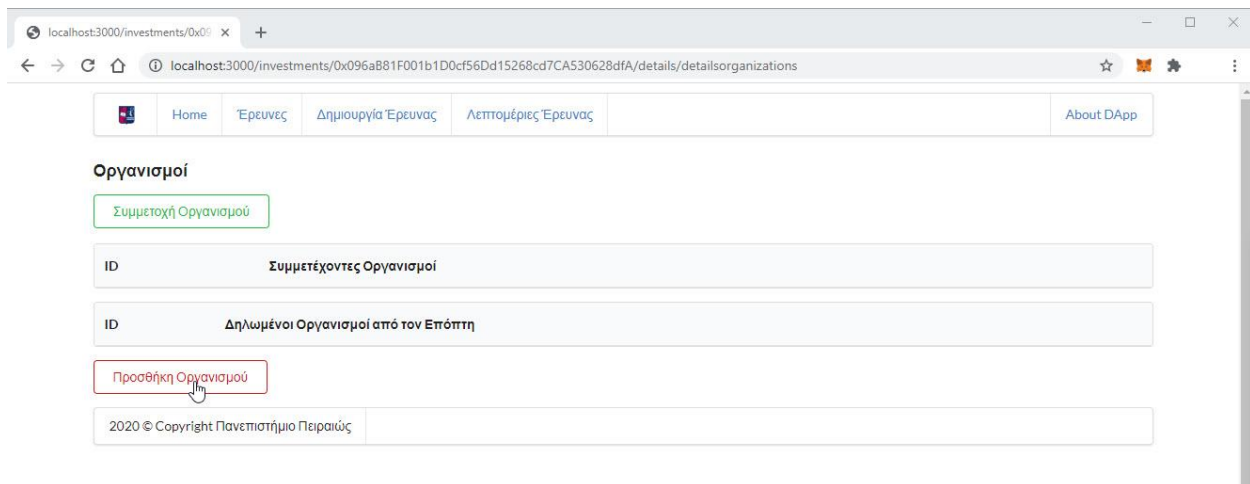 localhost:3000/investments/0x09
localhost:3000/investments/0x096aB81F001b1D0cf56Dd15268cd7CA530628dfA/details/detailsorganizations
Home Έρευνες Δημιουργία Έρευνας Λεπτομέριες Έρευνας About DApp
Οργανισμοί
Συμμετοχή Οργανισμού
ID Συμμετέχοντες Οργανισμοί
ID Δηλωμένοι Οργανισμοί από τον Επόπτη
Προσθήκη Οργανισμού
2020 © Copyright Πανεπιστήμιο Πειραιώς